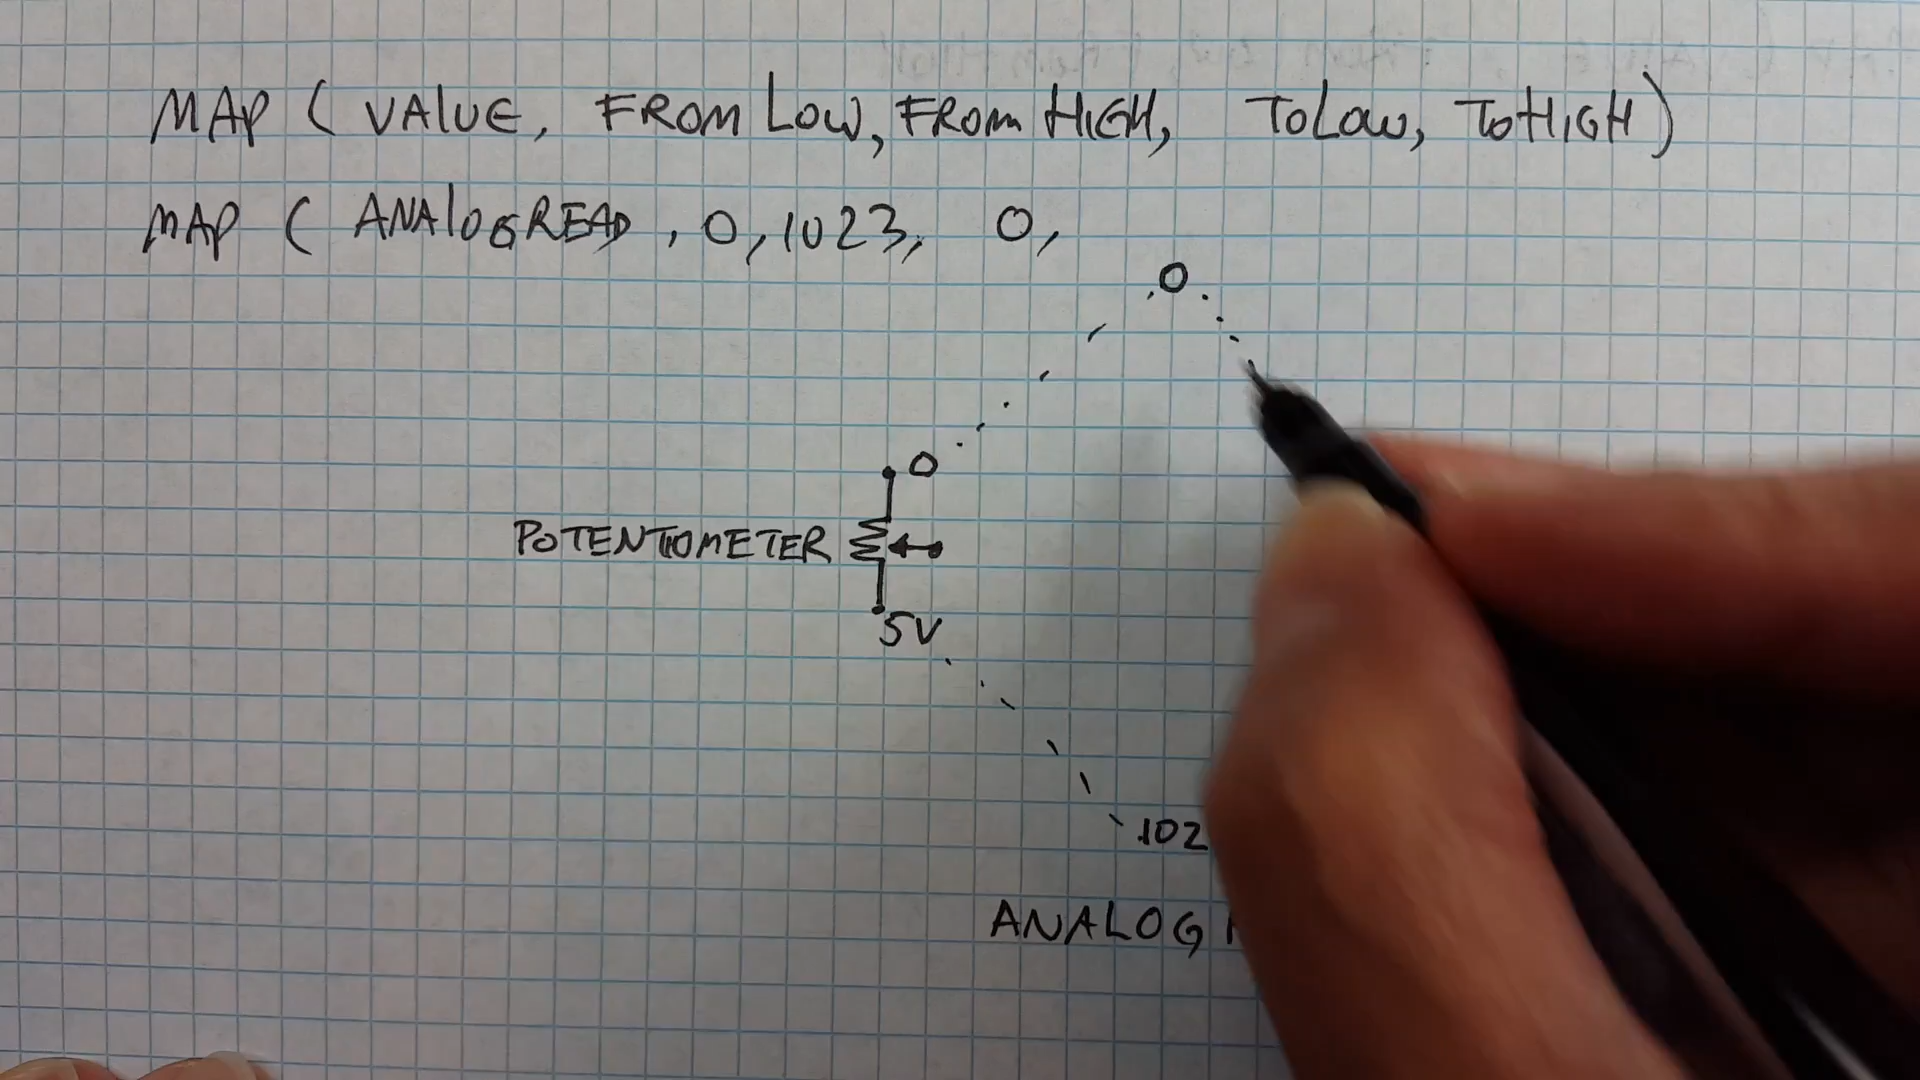 MAP ( VALUE, FROM LOW, FROM HIGH, TO LOW, TO HIGH)
MAP ( ANALOGREAD , 0, 1023, 0,
0
0
POTENTIOMETER
5V
102
ANALOG